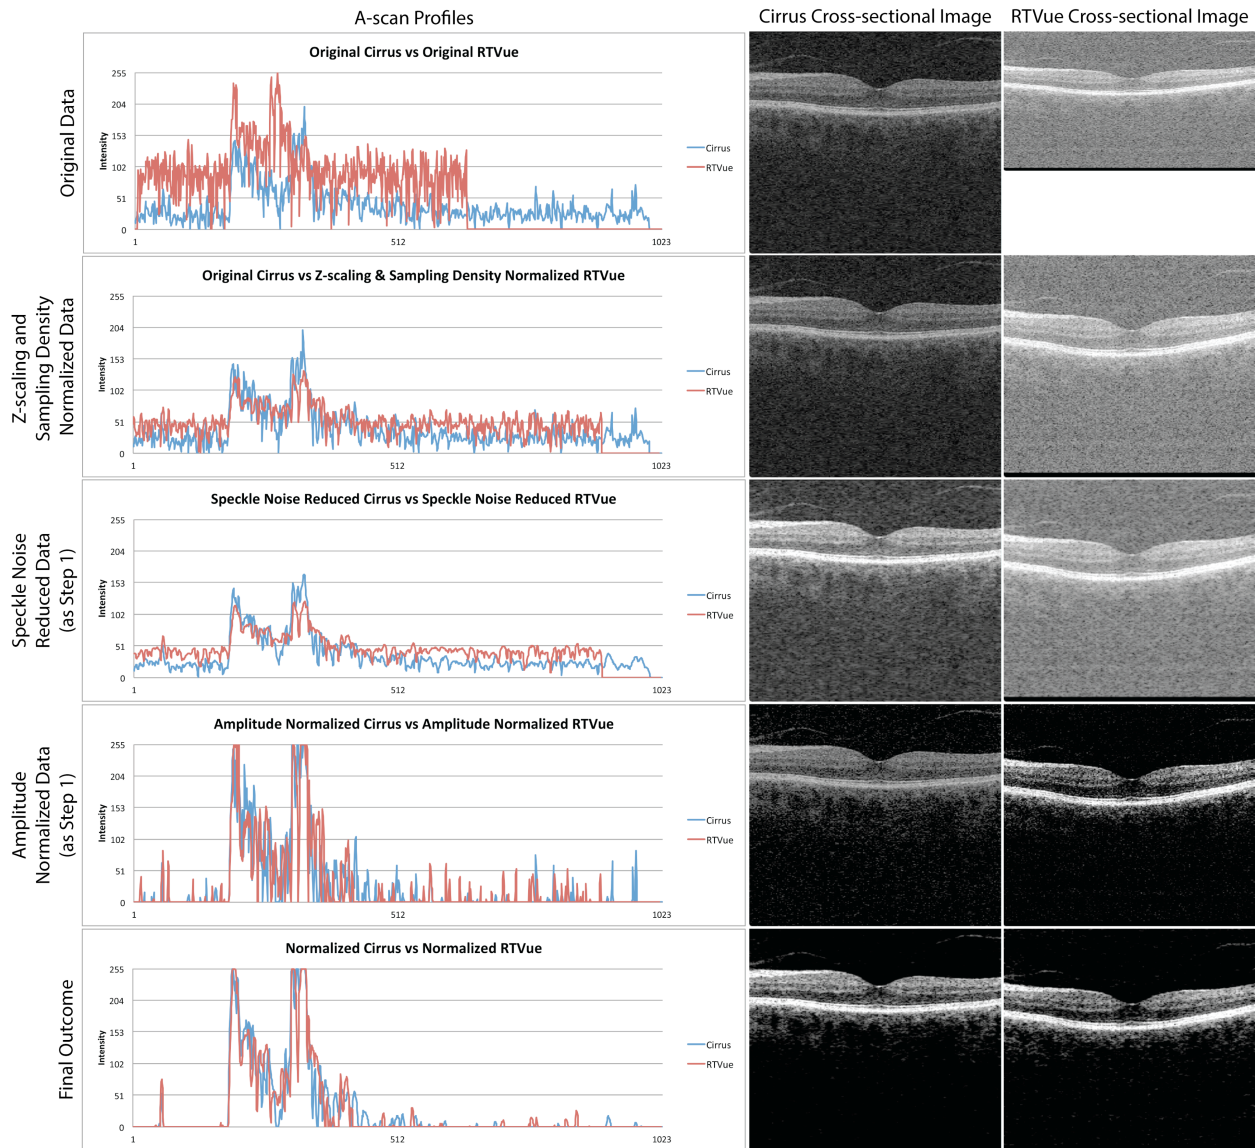 A-scan Profiles
Cirrus Cross-sectional Image
RTVue Cross-sectional Image
Original Data
Original Cirrus vs Original RTVue
Intensity
255
204
153
102
51
0
1
512
1023
Cirrus
RTVue
Z-scaling and
Sampling Density
Normalized Data
Original Cirrus vs Z-scaling & Sampling Density Normalized RTVue
Intensity
255
204
153
102
51
0
1
512
1023
Cirrus
RTVue
Speckle Noise
Reduced Data
(as Step 1)
Speckle Noise Reduced Cirrus vs Speckle Noise Reduced RTVue
Intensity
255
204
153
102
51
0
1
512
1023
Cirrus
RTVue
Amplitude
Normalized Data
(as Step 1)
Amplitude Normalized Cirrus vs Amplitude Normalized RTVue
Intensity
255
204
153
102
51
0
1
512
1023
Cirrus
RTVue
Final Outcome
Normalized Cirrus vs Normalized RTVue
Intensity
255
204
153
102
51
0
1
512
1023
Cirrus
RTVue